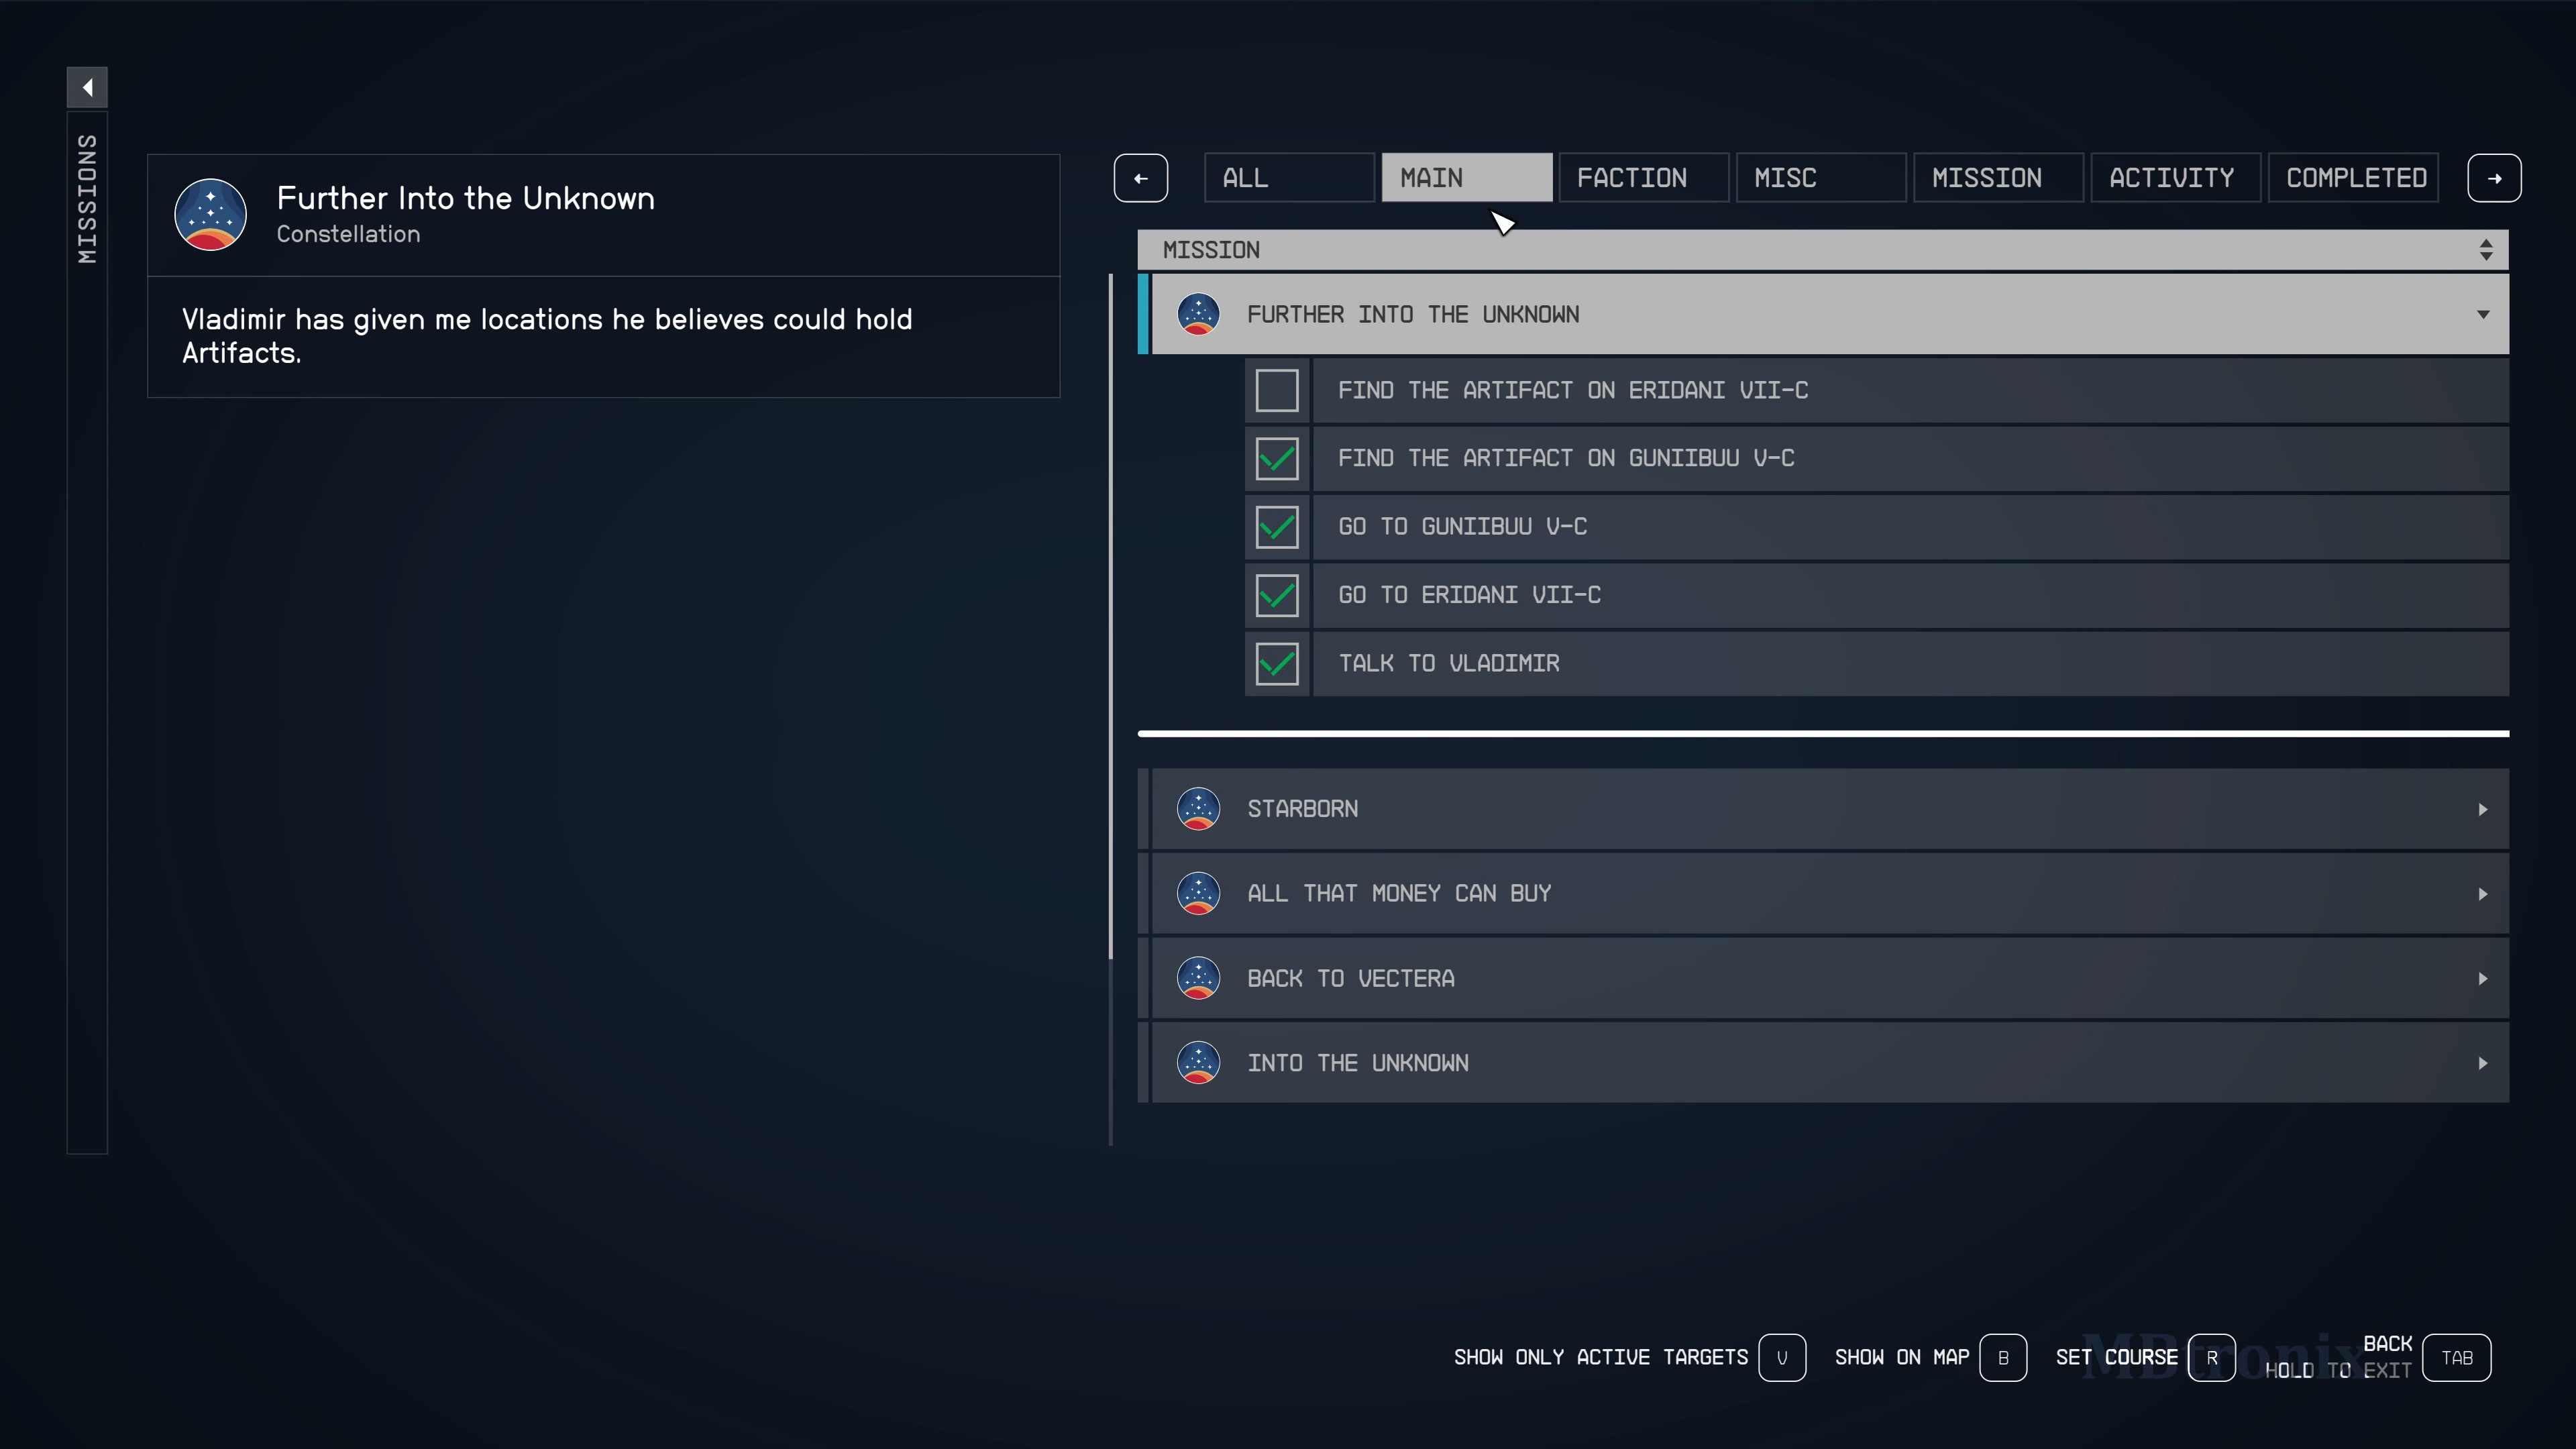 MISSIONS
Further Into the Unknown
Constellation
Vladimir has given me locations he believes could hold
Artifacts.
ALL
MAIN
FACTION
MISC
MISSION
ACTIVITY
COMPLETED
MISSION
FURTHER INTO THE UNKNOWN
FIND THE ARTIFACT ON ERIDANI VII-C
FIND THE ARTIFACT ON GUNIIBUU V-C
GO TO GUNIIBUU V-C
GO TO ERIDANI VII-C
TALK TO VLADIMIR
STARBORN
ALL THAT MONEY CAN BUY
BACK TO VECTERA
INTO THE UNKNOWN
SHOW ONLY ACTIVE TARGETS V
SHOW ON MAP B
SET COURSE R
BACK
HOLD TO EXIT
TAB
MBtronix